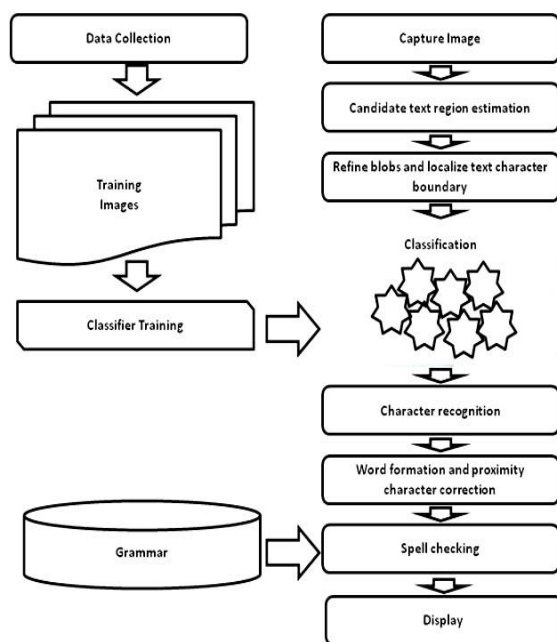 Data Collection
Training
Images
Classifier Training
Grammar
Capture Image
Candidate text region estimation
Refine blobs and localize text character
boundary
Classification
Character recognition
Word formation and proximity
character correction
Spell checking
Display